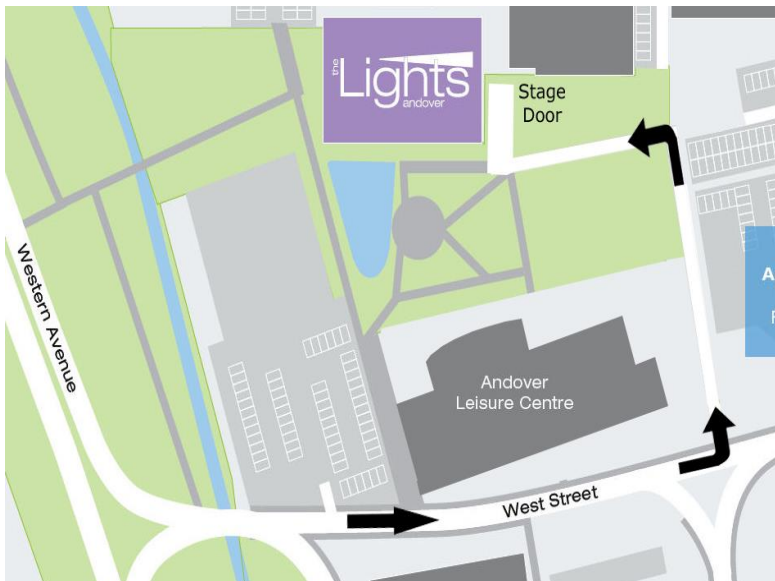 the
Lights
andover
Stage
Door
Western Avenue
A
F
Andover
Leisure Centre
West Street